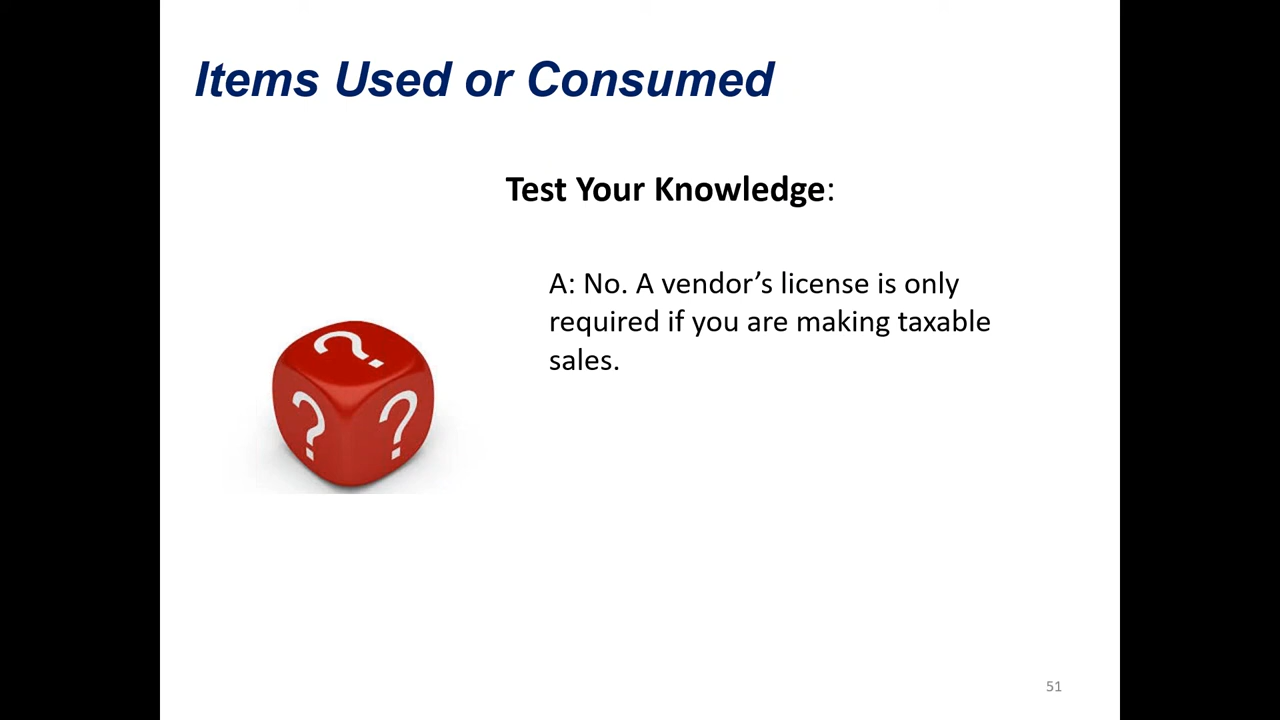 Items Used or Consumed
Test Your Knowledge:
A: No. A vendor’s license is only
required if you are making taxable
sales.
? ? ?
51